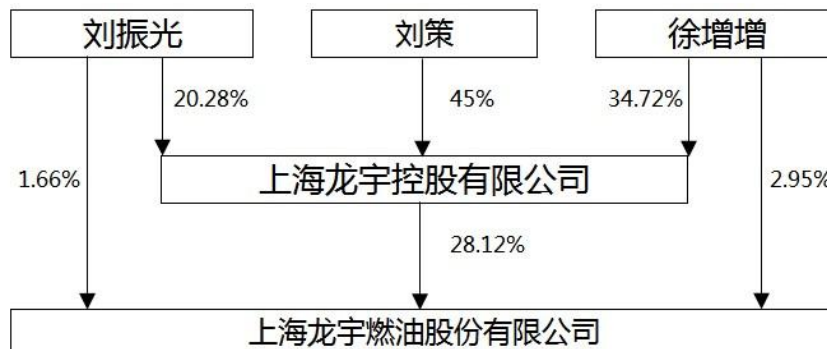 刘振光
刘策
徐增增
20.28%
45%
34.72%
1.66%
上海龙宇控股有限公司
2.95%
28.12%
上海龙宇燃油股份有限公司